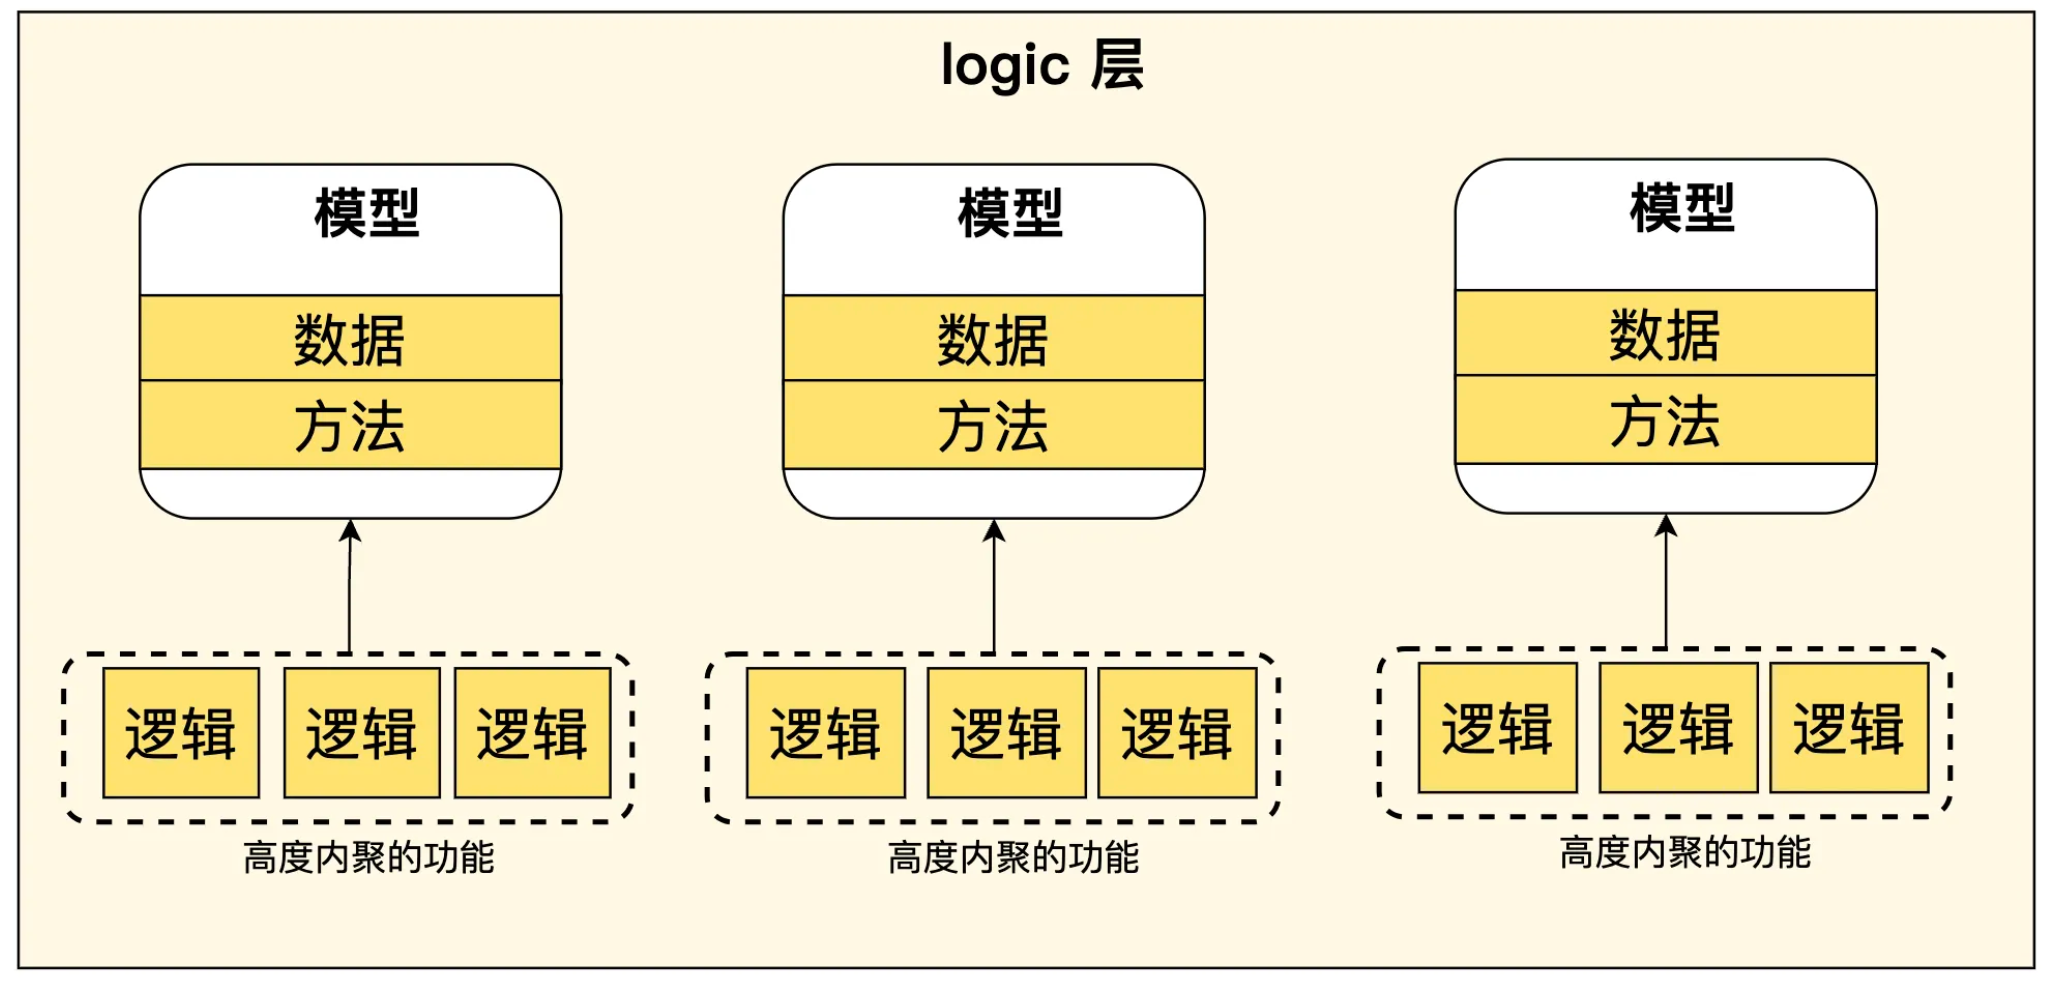 logic 层
模型
模型
模型
数据
数据
数据
方法
方法
方法
逻辑
逻辑
逻辑
逻辑
逻辑
逻辑
逻辑
逻辑
逻辑
高度内聚的功能
高度内聚的功能
高度内聚的功能